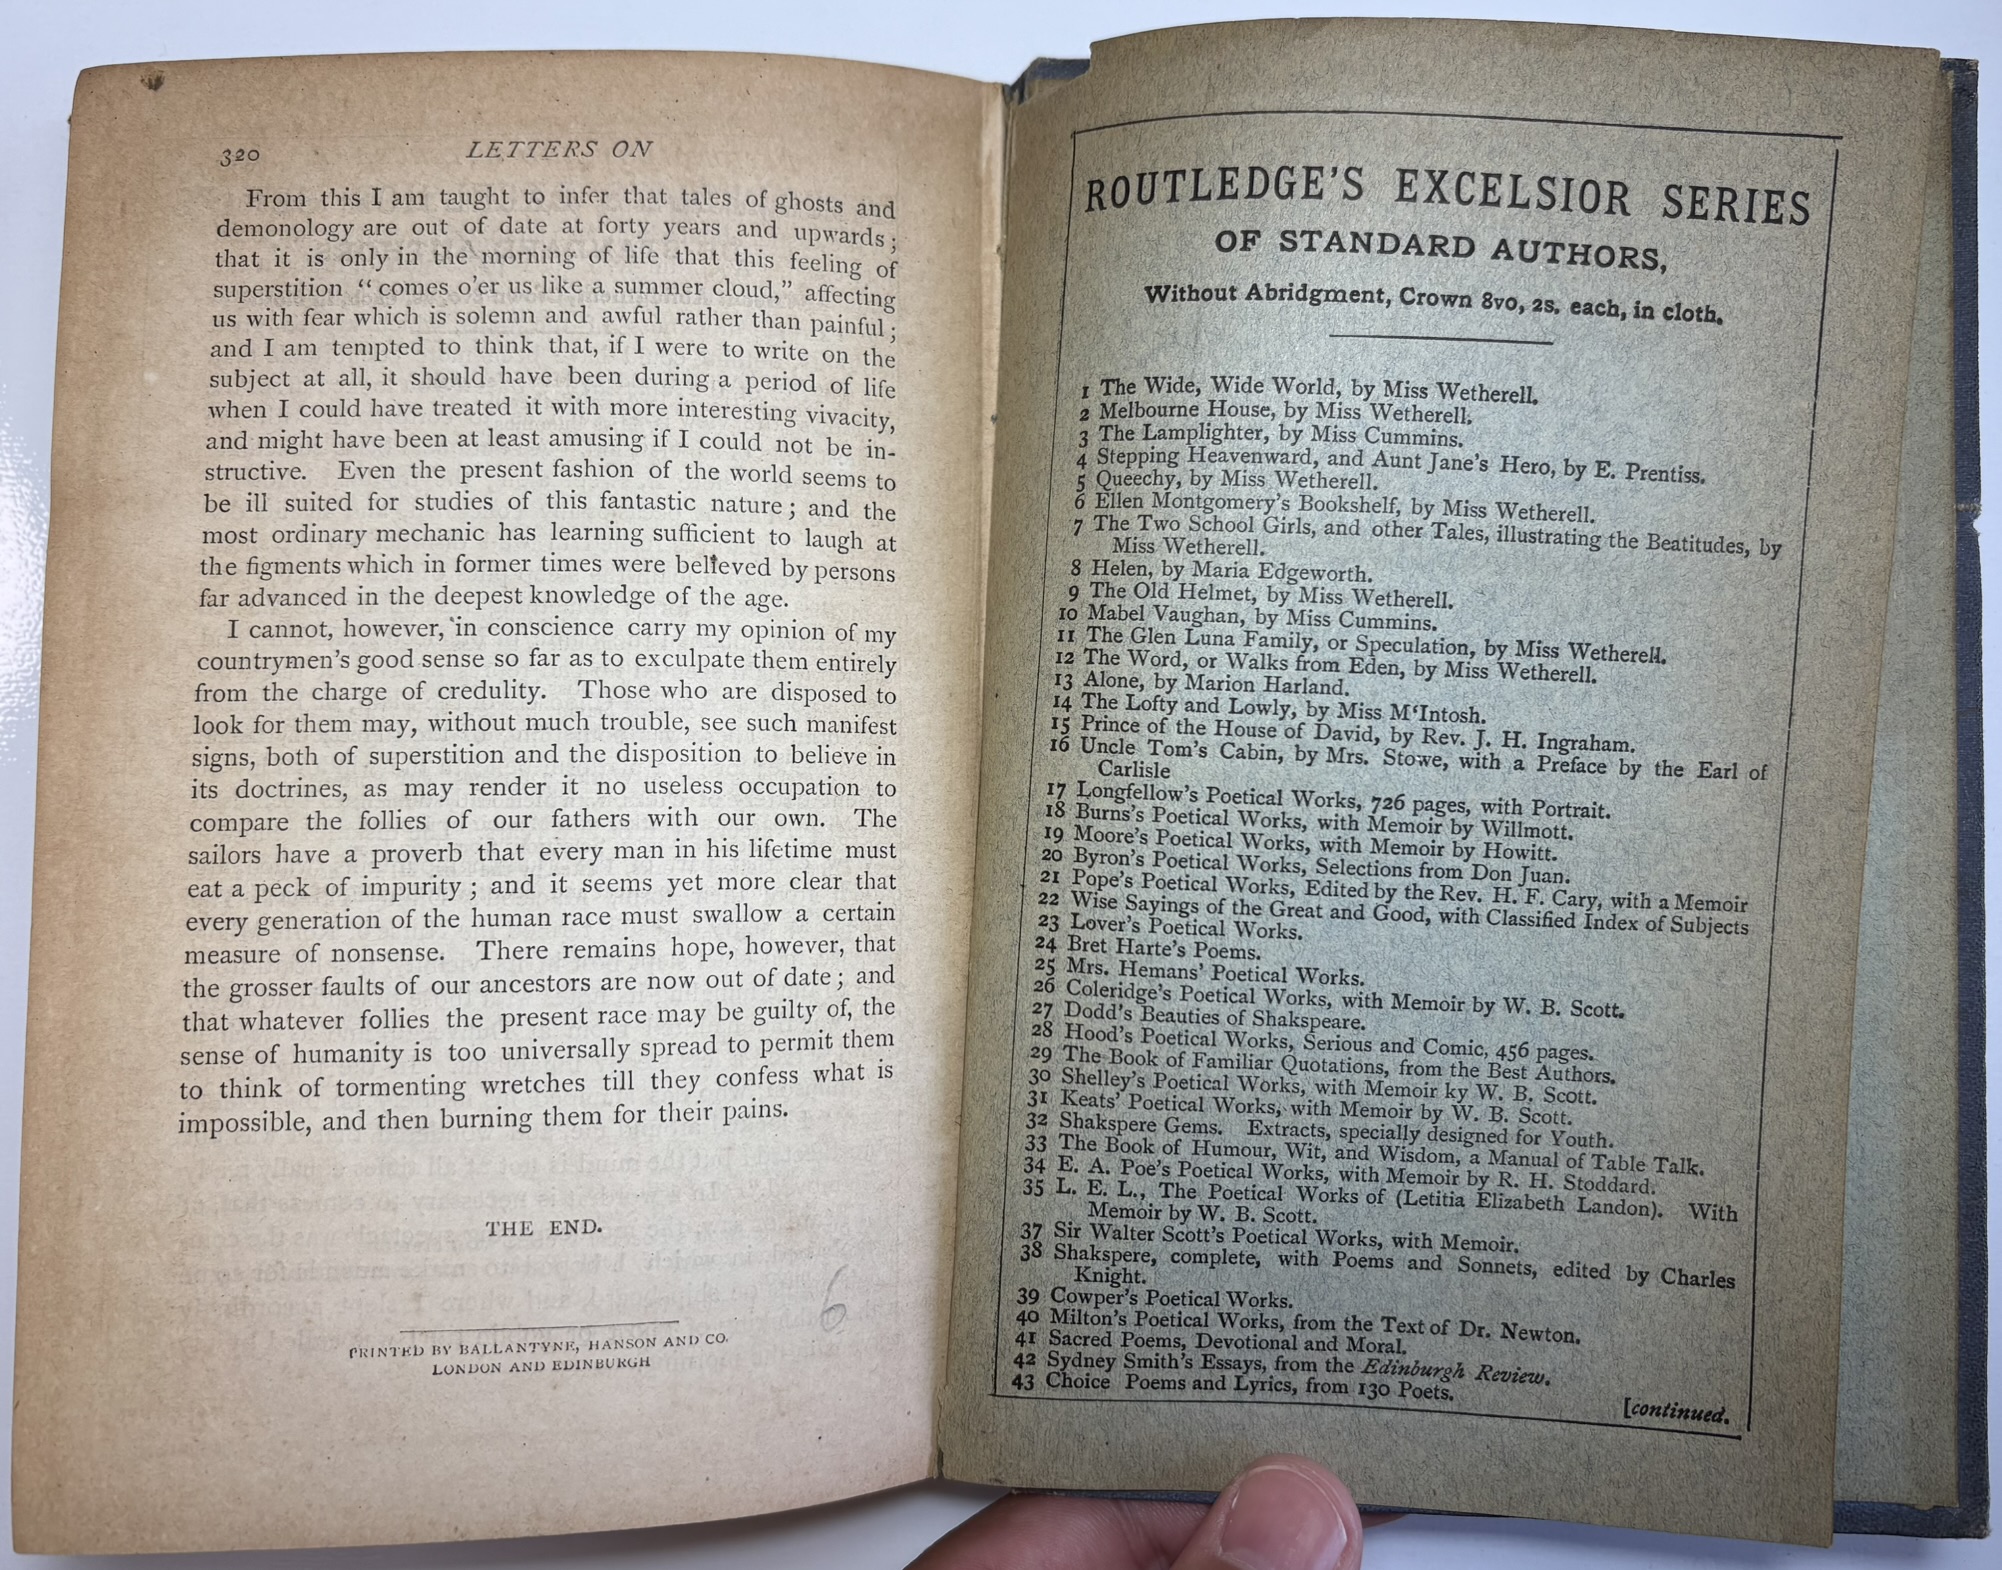 320
LETTERS ON
From this I am taught to infer that tales of ghosts and
demonology are out of date at forty years and upwards;
that it is only in the morning of life that this feeling of
superstition “comes o’er us like a summer cloud,” affecting
us with fear which is solemn and awful rather than painful;
and I am tempted to think that, if I were to write on the
subject at all, it should have been during a period of life
when I could have treated it with more interesting vivacity,
and might have been at least amusing if I could not be in-
structive. Even the present fashion of the world seems to
be ill suited for studies of this fantastic nature; and the
most ordinary mechanic has learning sufficient to laugh at
the figments which in former times were believed by persons
far advanced in the deepest knowledge of the age.
I cannot, however, in conscience carry my opinion of my
countrymen’s good sense so far as to exculpate them entirely
from the charge of credulity. Those who are disposed to
look for them may, without much trouble, see such manifest
signs, both of superstition and the disposition to believe in
its doctrines, as may render it no useless occupation to
compare the follies of our fathers with our own. The
sailors have a proverb that every man in his lifetime must
eat a peck of impurity; and it seems yet more clear that
every generation of the human race must swallow a certain
measure of nonsense. There remains hope, however, that
the grosser faults of our ancestors are now out of date; and
that whatever follies the present race may be guilty of, the
sense of humanity is too universally spread to permit them
to think of tormenting wretches till they confess what is
impossible, and then burning them for their pains.
THE END.
6
PRINTED BY BALLANTYNE, HANSON AND CO.
LONDON AND EDINBURGH
ROUTLEDGE’S EXCELSIOR SERIES
OF STANDARD AUTHORS,
Without Abridgment, Crown 8vo, 2s. each, in cloth.
1 The Wide, Wide World, by Miss Wetherell.
2 Melbourne House, by Miss Wetherell.
3 The Lamplighter, by Miss Cummins.
4 Stepping Heavenward, and Aunt Jane’s Hero, by E. Prentiss.
5 Queechy, by Miss Wetherell.
6 Ellen Montgomery’s Bookshelf, by Miss Wetherell.
7 The Two School Girls, and other Tales, illustrating the Beatitudes, by
Miss Wetherell.
8 Helen, by Maria Edgeworth.
9 The Old Helmet, by Miss Wetherell.
10 Mabel Vaughan, by Miss Cummins.
11 The Glen Luna Family, or Speculation, by Miss Wetherell.
12 The Word, or Walks from Eden, by Miss Wetherell.
13 Alone, by Marion Harland.
14 The Lofty and Lowly, by Miss M‘Intosh.
15 Prince of the House of David, by Rev. J. H. Ingraham.
16 Uncle Tom’s Cabin, by Mrs. Stowe, with a Preface by the Earl of
Carlisle
17 Longfellow’s Poetical Works, 726 pages, with Portrait.
18 Burns’s Poetical Works, with Memoir by Willmott.
19 Moore’s Poetical Works, with Memoir by Howitt.
20 Byron’s Poetical Works, Selections from Don Juan.
21 Pope’s Poetical Works, Edited by the Rev. H. F. Cary, with a Memoir
22 Wise Sayings of the Great and Good, with Classified Index of Subjects
23 Lover’s Poetical Works.
24 Bret Harte’s Poems.
25 Mrs. Hemans’ Poetical Works.
26 Coleridge’s Poetical Works, with Memoir by W. B. Scott.
27 Dodd’s Beauties of Shakspeare.
28 Hood’s Poetical Works, Serious and Comic, 456 pages.
29 The Book of Familiar Quotations, from the Best Authors.
30 Shelley’s Poetical Works, with Memoir ky W. B. Scott.
31 Keats’ Poetical Works, with Memoir by W. B. Scott.
32 Shakspere Gems. Extracts, specially designed for Youth.
33 The Book of Humour, Wit, and Wisdom, a Manual of Table Talk.
34 E. A. Poe’s Poetical Works, with Memoir by R. H. Stoddard.
35 L. E. L., The Poetical Works of (Letitia Elizabeth Landon). With
Memoir by W. B. Scott.
37 Sir Walter Scott’s Poetical Works, with Memoir.
38 Shakspere, complete, with Poems and Sonnets, edited by Charles
Knight.
39 Cowper’s Poetical Works.
40 Milton’s Poetical Works, from the Text of Dr. Newton.
41 Sacred Poems, Devotional and Moral.
42 Sydney Smith’s Essays, from the Edinburgh Review.
43 Choice Poems and Lyrics, from 130 Poets.
[continued.